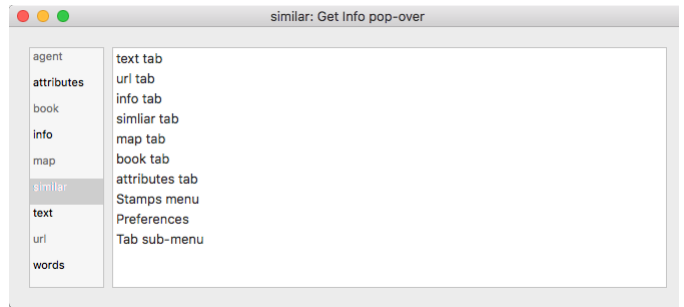 similar: Get Info pop-over
agent
attributes
book
info
map
similar
text
url
words
text tab
url tab
info tab
simliar tab
map tab
book tab
attributes tab
Stamps menu
Preferences
Tab sub-menu